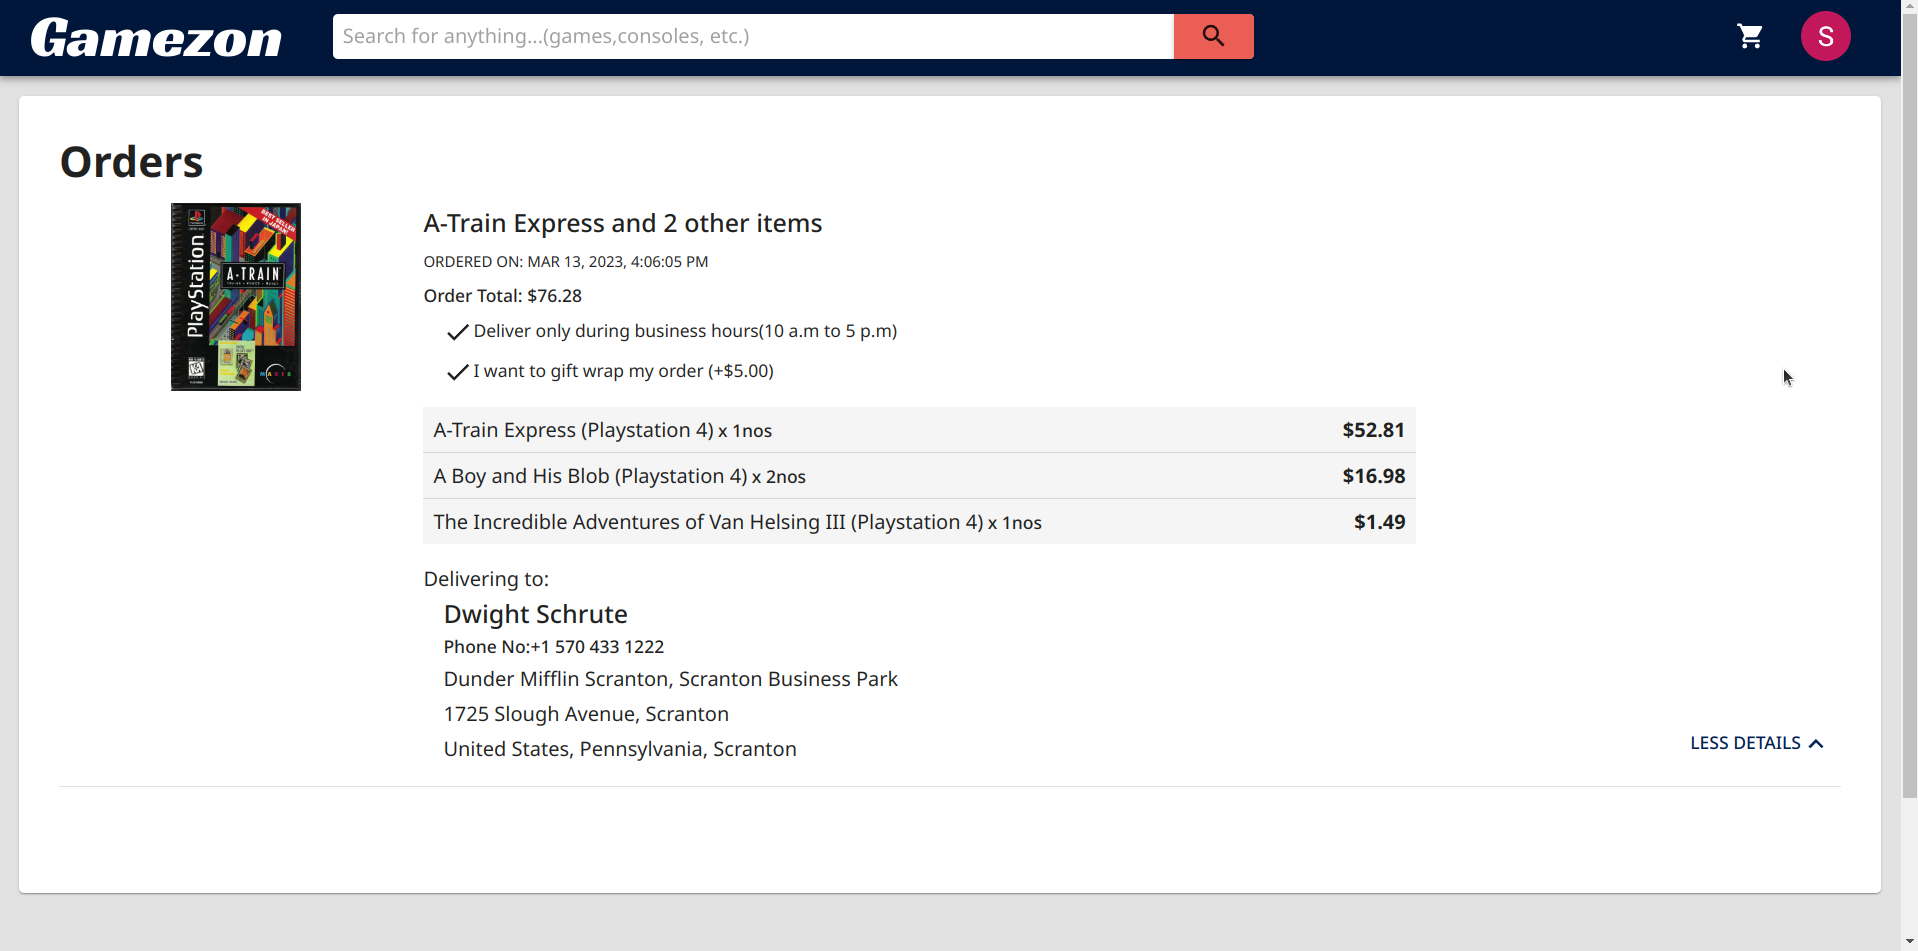 Gamezon
Search for anything...(games,consoles, etc.)
S
Orders
BEST SELLER
IN JAPAN!
PlayStation
A-TRAIN
A-Train Express and 2 other items
ORDERED ON: MAR 13, 2023, 4:06:05 PM
Order Total: $76.28
Deliver only during business hours(10 a.m to 5 p.m)
I want to gift wrap my order (+$5.00)
A-Train Express (Playstation 4) x 1nos $52.81
A Boy and His Blob (Playstation 4) x 2nos $16.98
The Incredible Adventures of Van Helsing III (Playstation 4) x 1nos $1.49
Delivering to:
Dwight Schrute
Phone No:+1 570 433 1222
Dunder Mifflin Scranton, Scranton Business Park
1725 Slough Avenue, Scranton
United States, Pennsylvania, Scranton
LESS DETAILS